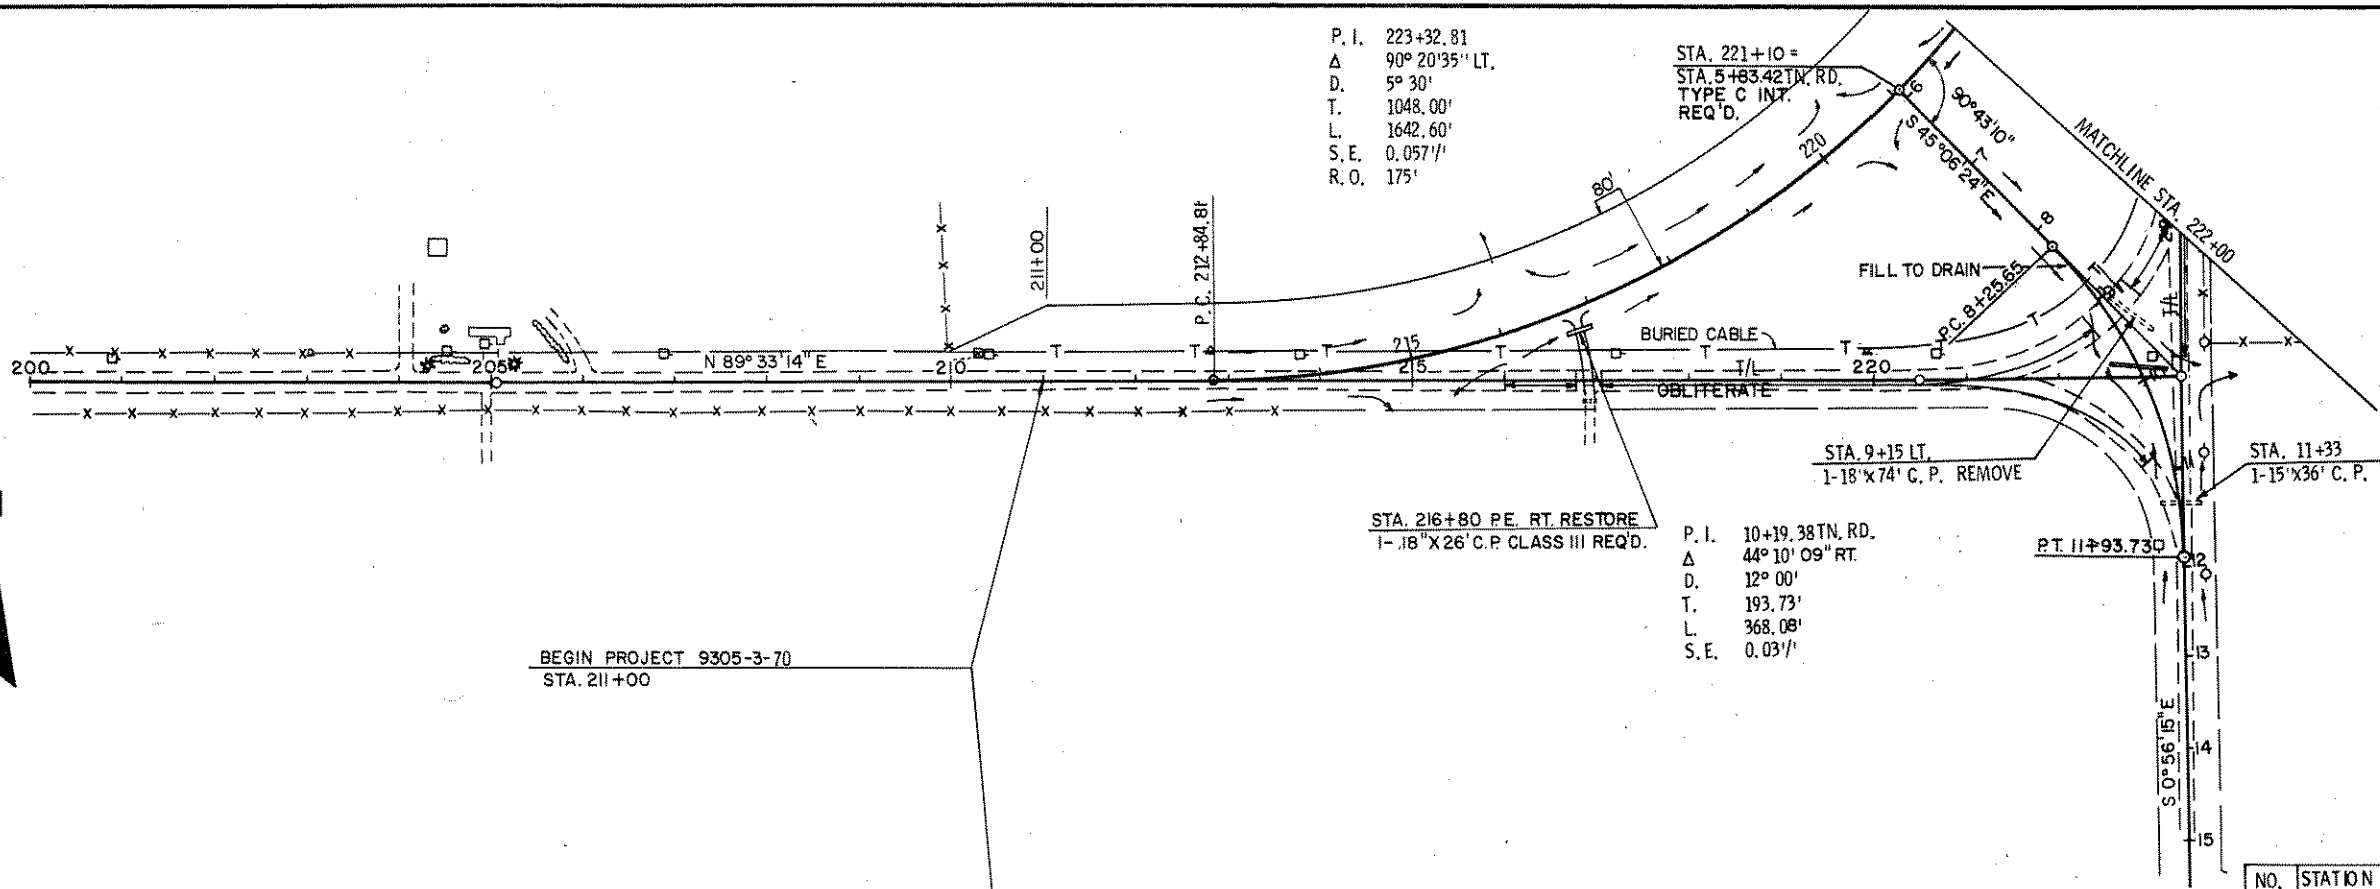 P. I. 223+32.81
Δ 90° 20'35" LT.
D. 5° 30'
T. 1048.00'
L. 1642.60'
S. E. 0.057'/'
R. O. 175'
STA. 221+10 =
STA. 5+83.42 TN. RD.
TYPE C INT.
REQ'D.
6
90°43'10"
S 45°06'24"E
7
8
MATCHLINE STA. 222+00
220
80'
211+00
P. C. 212+84.81
FILL TO DRAIN
P.C. 8+25.65
BURIED CABLE
T/L
T/L
N 89° 33'14" E
200
205
210
215
215
220
OBLITERATE
STA. 9+15 LT.
1-18"x74' C. P. REMOVE
STA. 11+33
1-15"x36' C. P.
STA. 216+80 P.E. RT. RESTORE
1-18"X26' C.P. CLASS III REQ'D.
P. I. 10+19.38 TN. RD.
Δ 44° 10' 09" RT.
D. 12° 00'
T. 193.73'
L. 368.08'
S. E. 0.03'/'
P.T. 11+93.73
12
13
14
15
S 0°56'15"E
BEGIN PROJECT 9305-3-70
STA. 211+00
NO. STATION